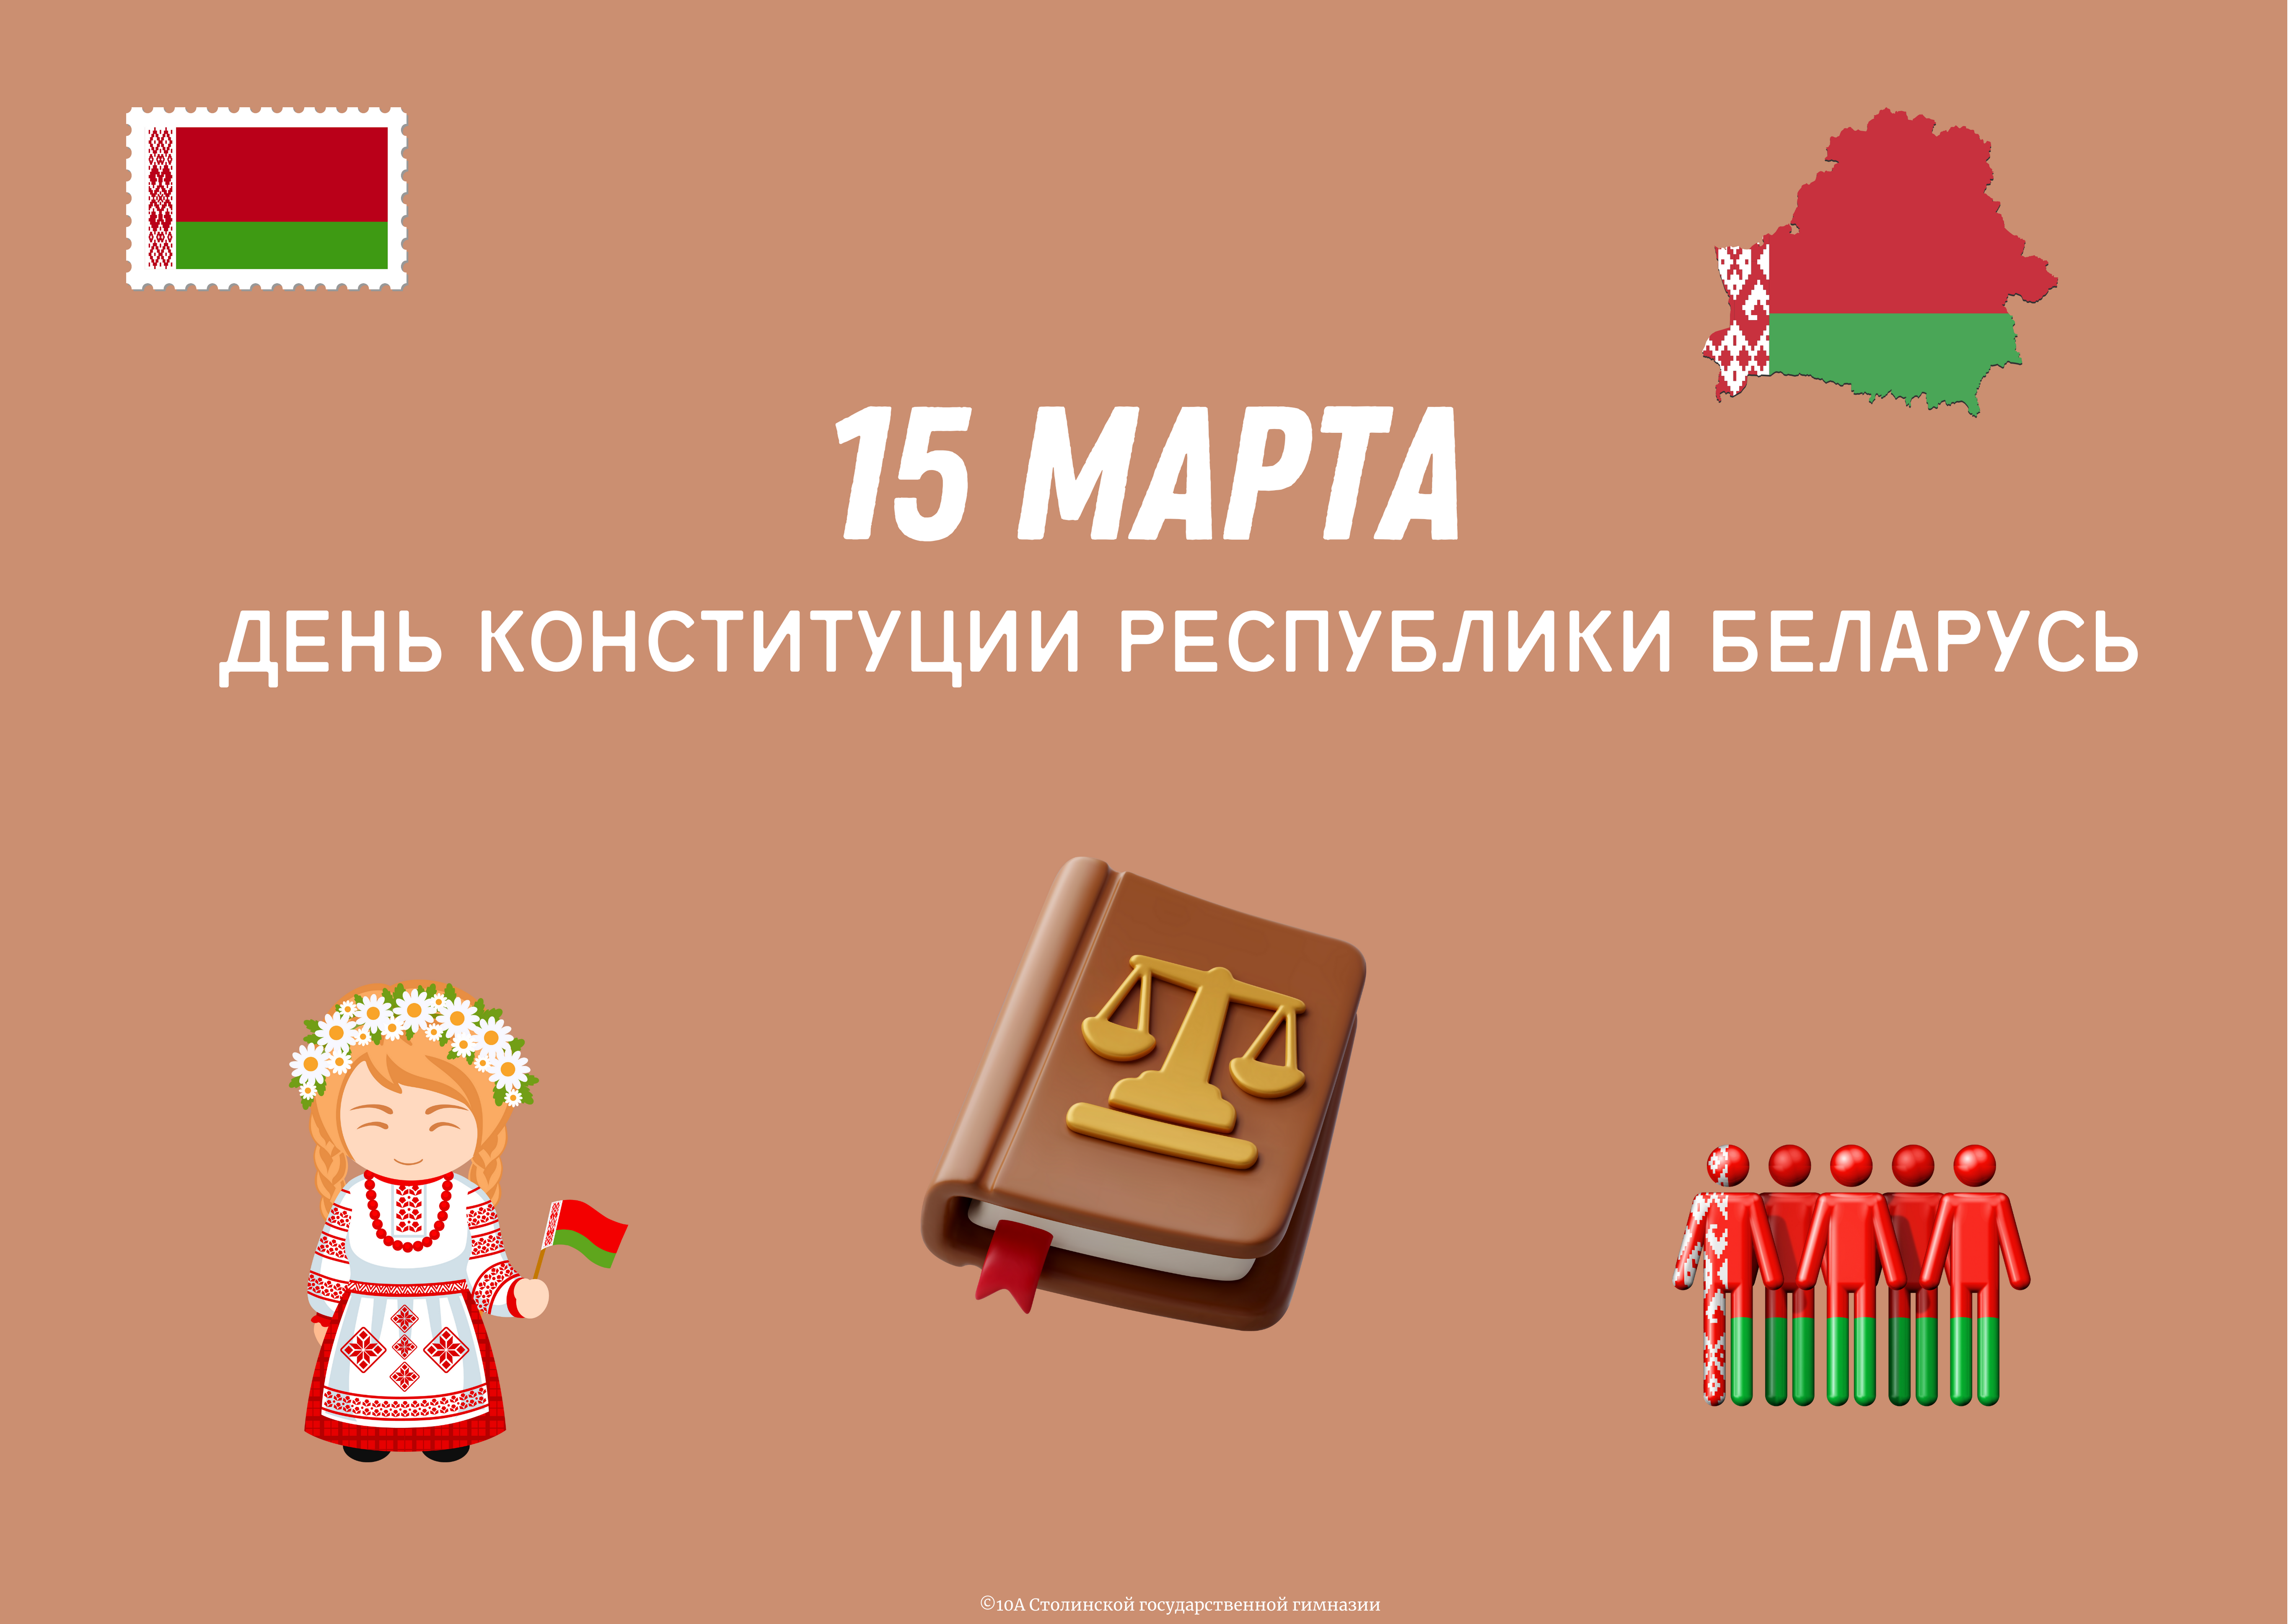 15 МАРТА
ДЕНЬ КОНСТИТУЦИИ РЕСПУБЛИКИ БЕЛАРУСЬ
©10А Столинской государственной гимназии